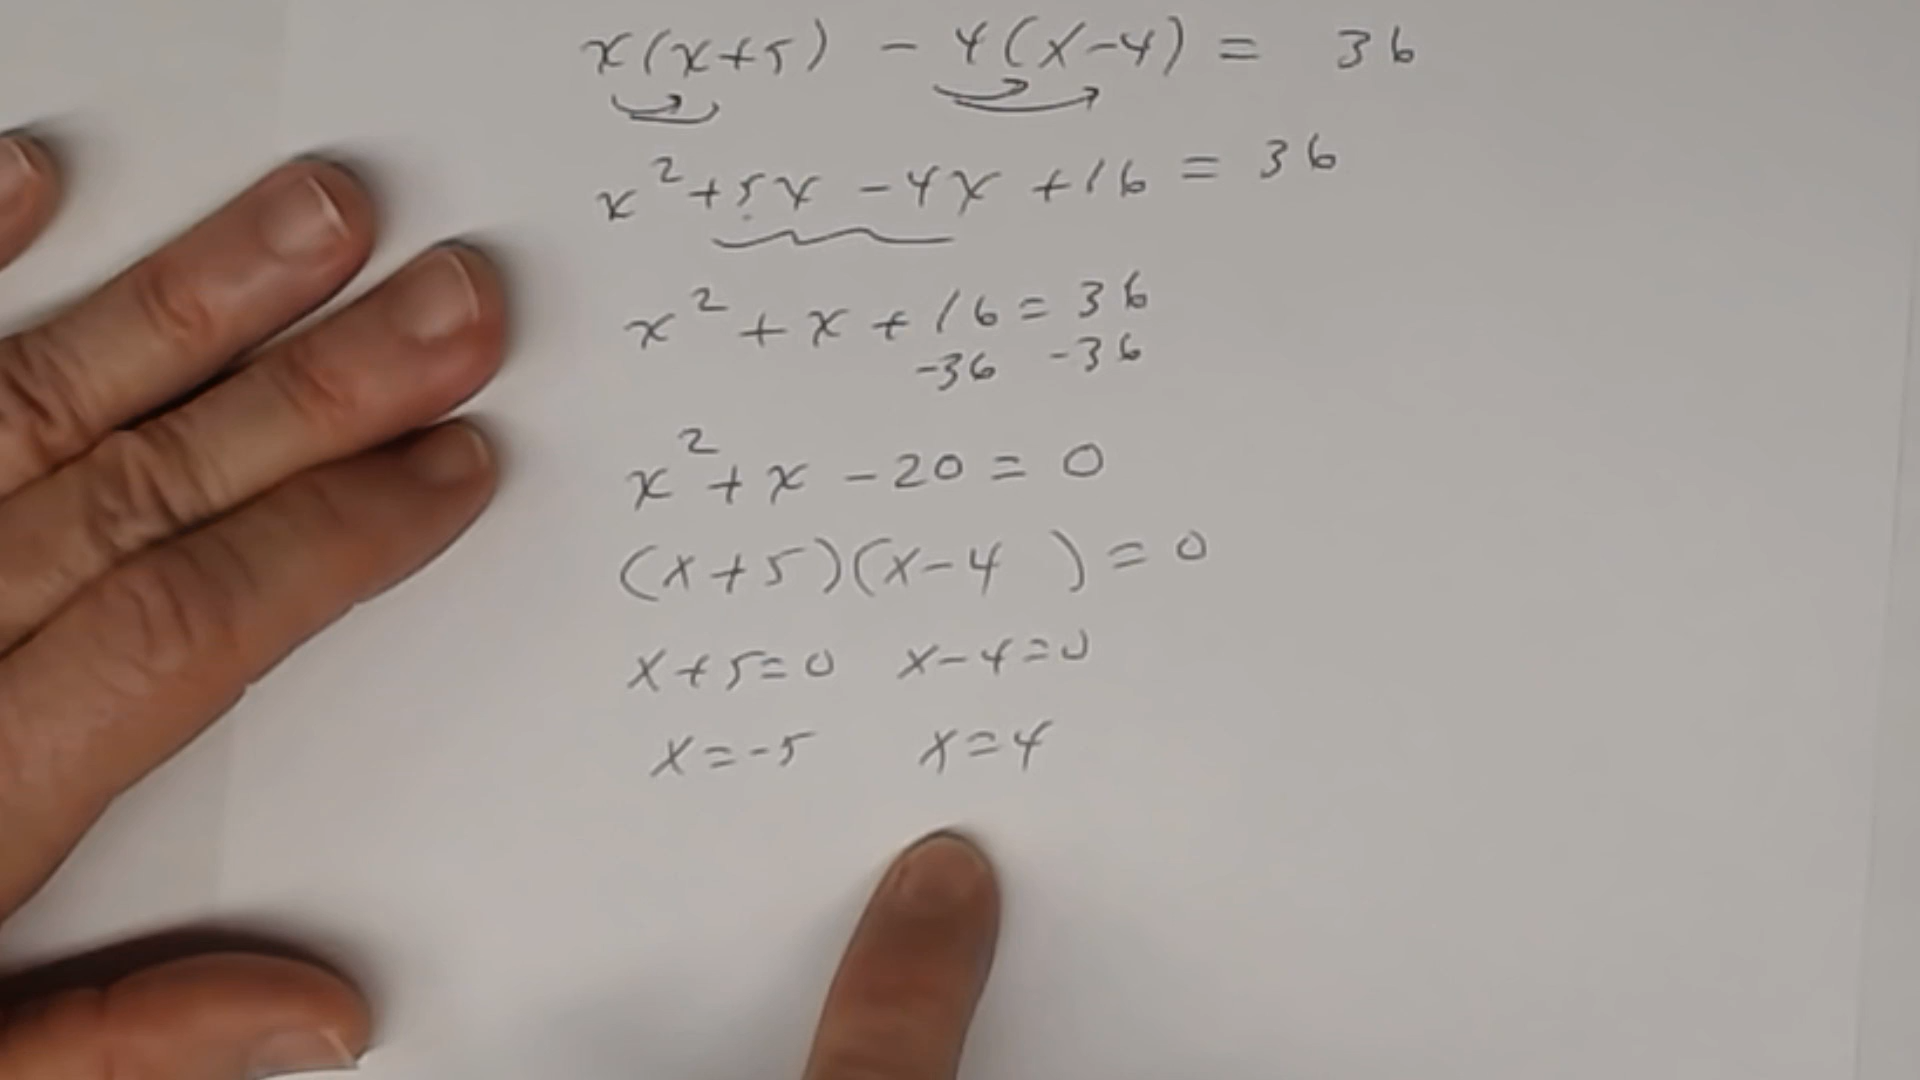 x(x+5) - 4(x-4) = 36
x²+5x -4x +16 = 36
x² + x + 16 = 36
-36 -36
x² + x - 20 = 0
(x+5)(x-4 ) = 0
x+5=0 x-4=0
x=-5 x=4